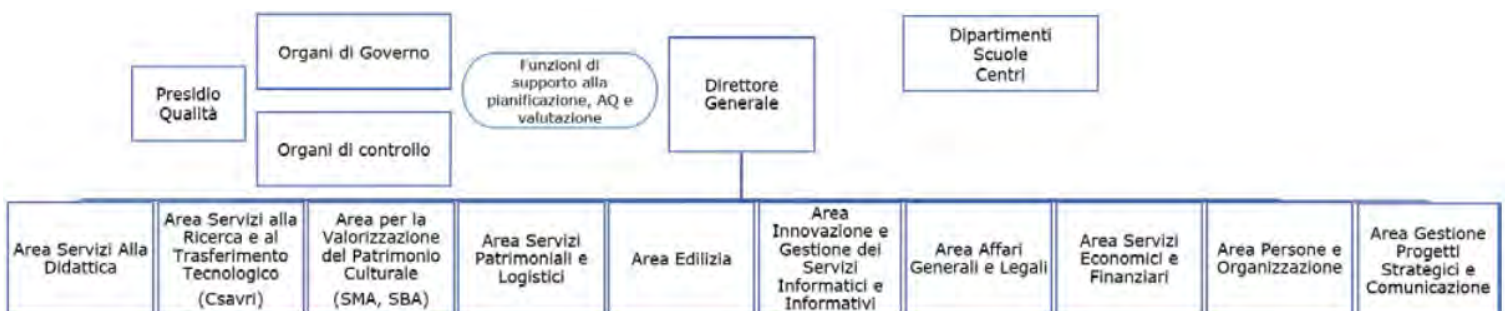 Organi di Governo
Presidio
Qualità
Organi di controllo
Funzioni di
supporto alla
pianificazione, AQ e
valutazione
Direttore
Generale
Dipartimenti
Scuole
Centri
Area Servizi Alla
Didattica
Area Servizi alla
Ricerca e al
Trasferimento
Tecnologico
(Csavri)
Area per la
Valorizzazione
del Patrimonio
Culturale
(SMA, SBA)
Area Servizi
Patrimoniali e
Logistici
Area Edilizia
Area
Innovazione e
Gestione dei
Servizi
Informatici e
Informativi
Area Affari
Generali e Legali
Area Servizi
Economici e
Finanziari
Area Persone e
Organizzazione
Area Gestione
Progetti
Strategici e
Comunicazione